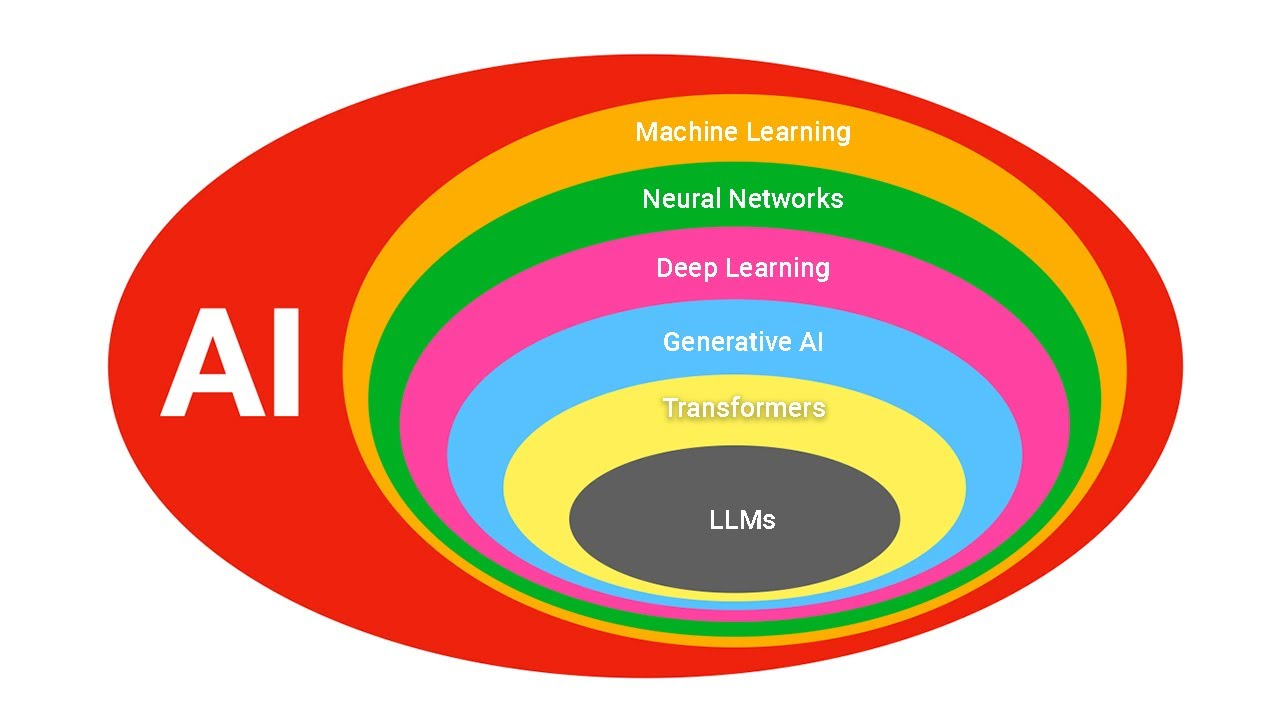 Machine Learning
Neural Networks
Deep Learning
Generative AI
AI
Transformers
LLMs